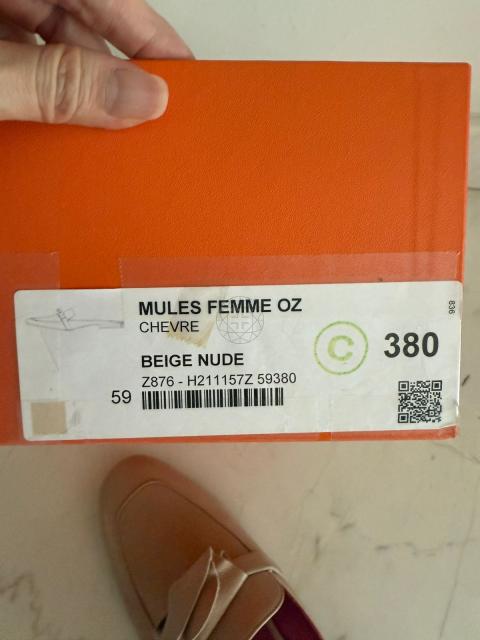 MULES FEMME OZ
CHEVRE
BEIGE NUDE
Z876 - H211157Z 59380
59
C
380
836